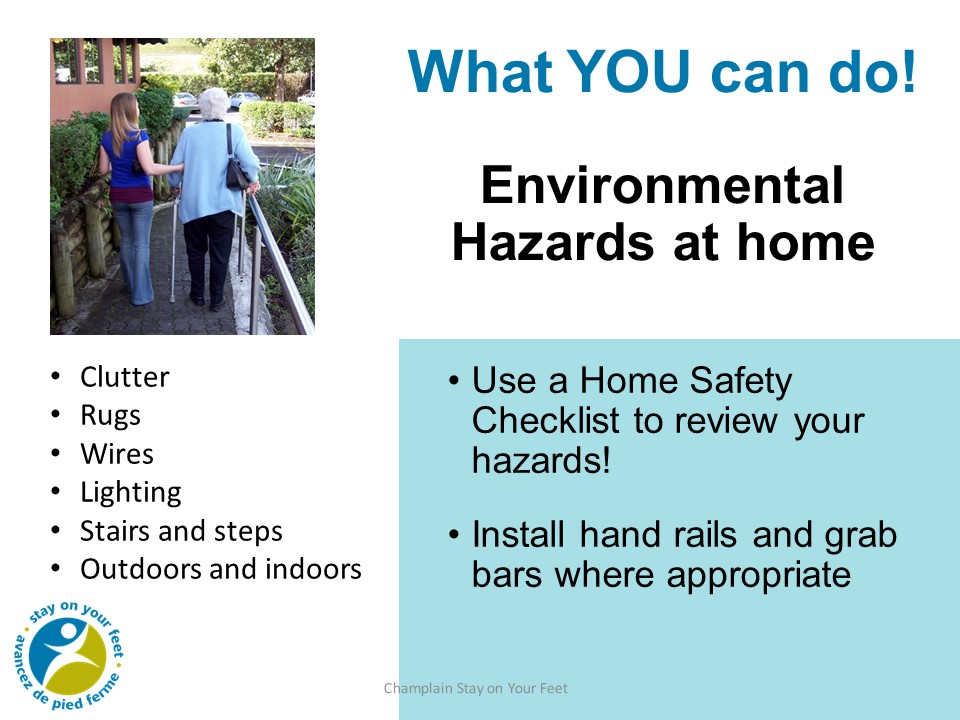 What YOU can do!
Environmental
Hazards at home
• Clutter
• Rugs
• Wires
• Lighting
• Stairs and steps
• Outdoors and indoors
• Use a Home Safety
Checklist to review your
hazards!
• Install hand rails and grab
bars where appropriate
• stay on your feet •
avancez de pied ferme
Champlain Stay on Your Feet